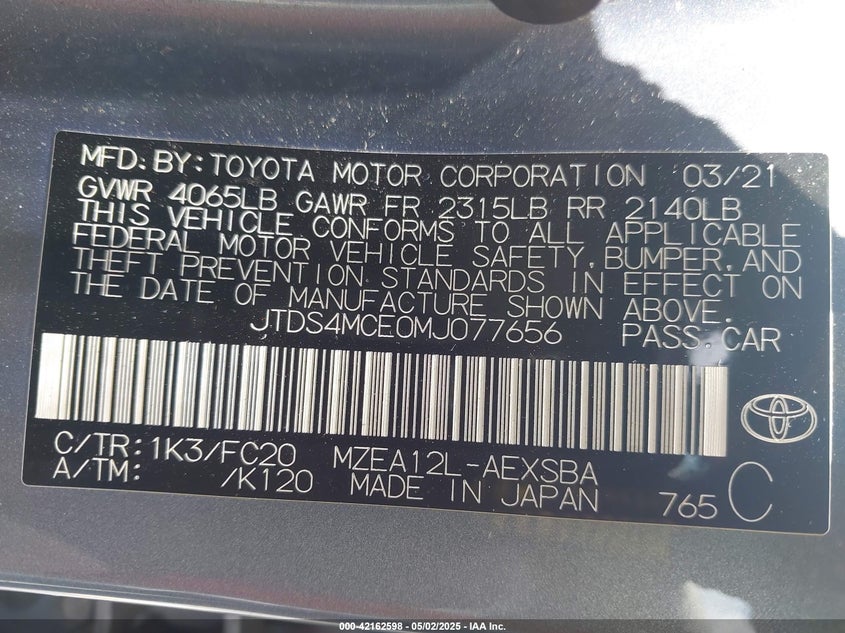 MFD. BY: TOYOTA MOTOR CORPORATION 03/21
GVWR 4065LB GAWR FR 2315LB RR 2140LB
THIS VEHICLE CONFORMS TO ALL APPLICABLE
FEDERAL MOTOR VEHICLE SAFETY, BUMPER, AND
THEFT PREVENTION STANDARDS IN EFFECT ON
THE DATE OF MANUFACTURE SHOWN ABOVE.
JTDS4MCE0MJ077656 PASS. CAR
C/TR: 1K3/FC20 MZEA12L-AEXSBA
A/TM: /K120 MADE IN JAPAN 765 C
000-42162598 - 05/02/2025 - IAA Inc.